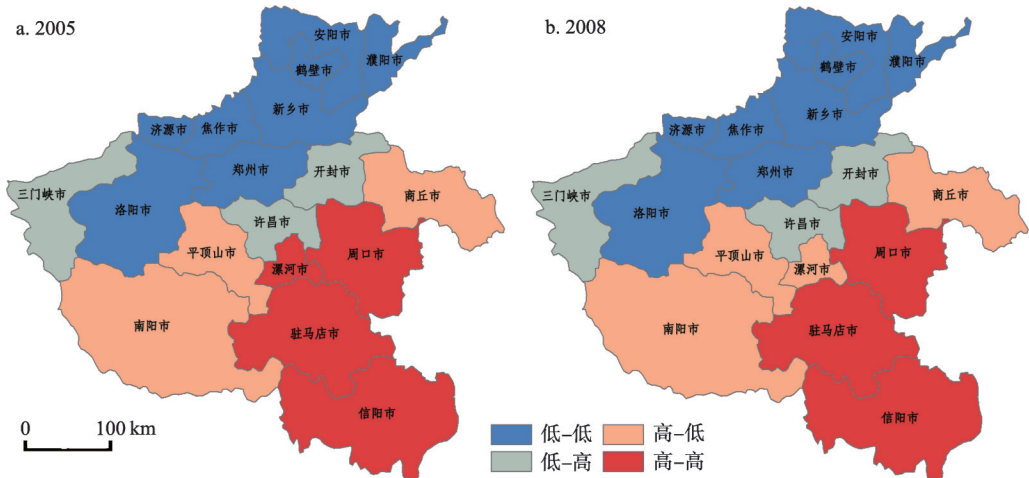 a. 2005
安阳市
濮阳市
鹤壁市
新乡市
济源市
焦作市
郑州市
开封市
三门峡市
洛阳市
商丘市
许昌市
平顶山市
周口市
漯河市
南阳市
驻马店市
信阳市
0 100 km
b. 2008
安阳市
濮阳市
鹤壁市
新乡市
济源市
焦作市
郑州市
开封市
三门峡市
洛阳市
商丘市
许昌市
平顶山市
周口市
漯河市
南阳市
驻马店市
信阳市
低-低 高-低
低-高 高-高